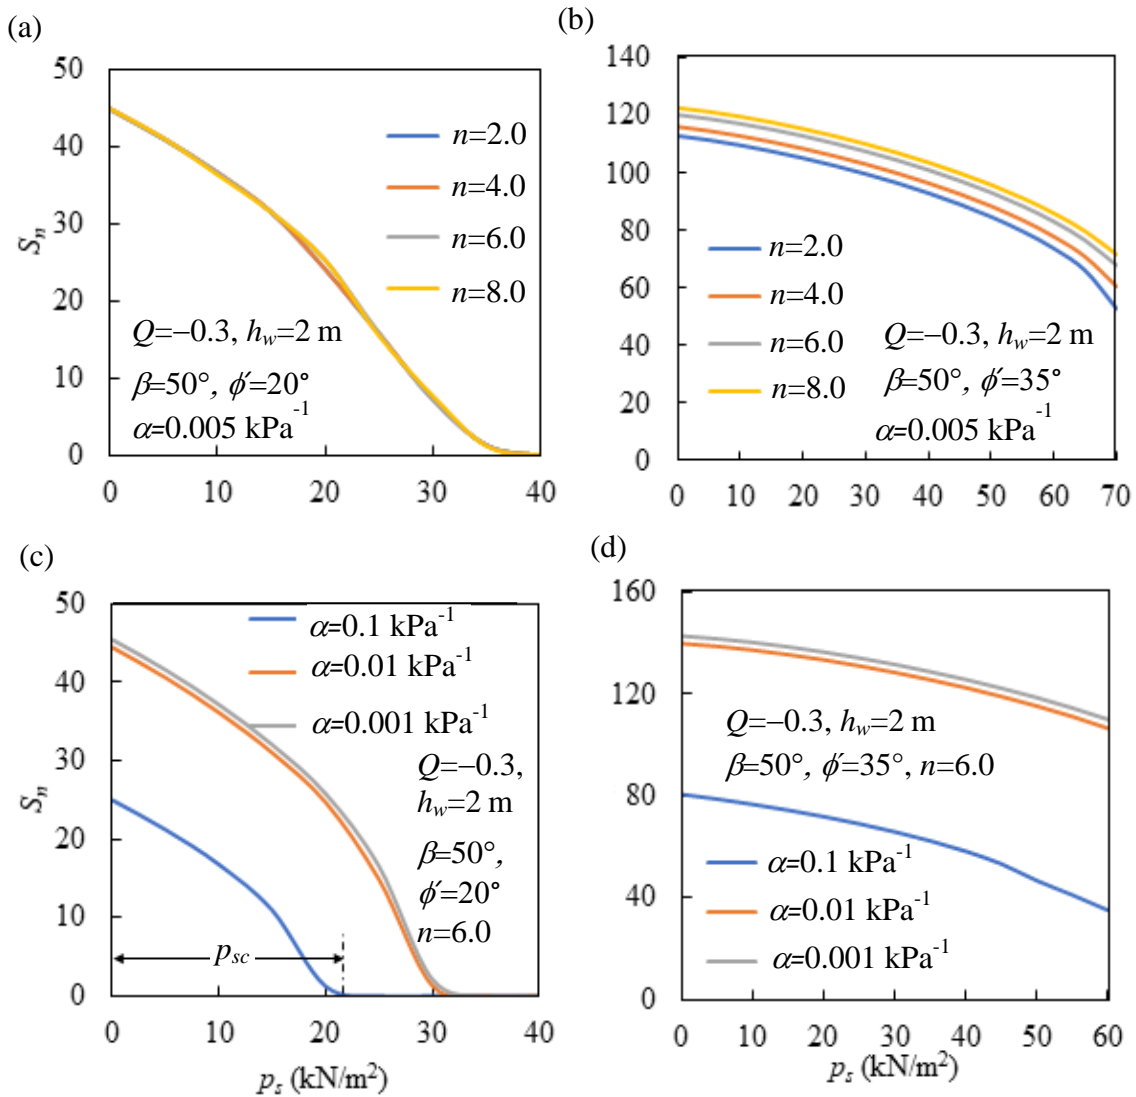 (a)
50
40
30
20
10
0
Sn
n=2.0
n=4.0
n=6.0
n=8.0
Q=−0.3, hw=2 m
β=50°, ϕ′=20°
α=0.005 kPa-1
0 10 20 30 40
(b)
140
120
100
80
60
40
20
0
n=2.0
n=4.0
n=6.0
n=8.0
Q=−0.3, hw=2 m
β=50°, ϕ′=35°
α=0.005 kPa-1
0 10 20 30 40 50 60 70
(c)
50
40
30
20
10
0
Sn
α=0.1 kPa-1
α=0.01 kPa-1
α=0.001 kPa-1
Q=−0.3,
hw=2 m
β=50°,
ϕ′=20°
n=6.0
psc
0 10 20 30 40
ps (kN/m2)
(d)
160
120
80
40
0
Q=−0.3, hw=2 m
β=50°, ϕ′=35°, n=6.0
α=0.1 kPa-1
α=0.01 kPa-1
α=0.001 kPa-1
0 10 20 30 40 50 60
ps (kN/m2)